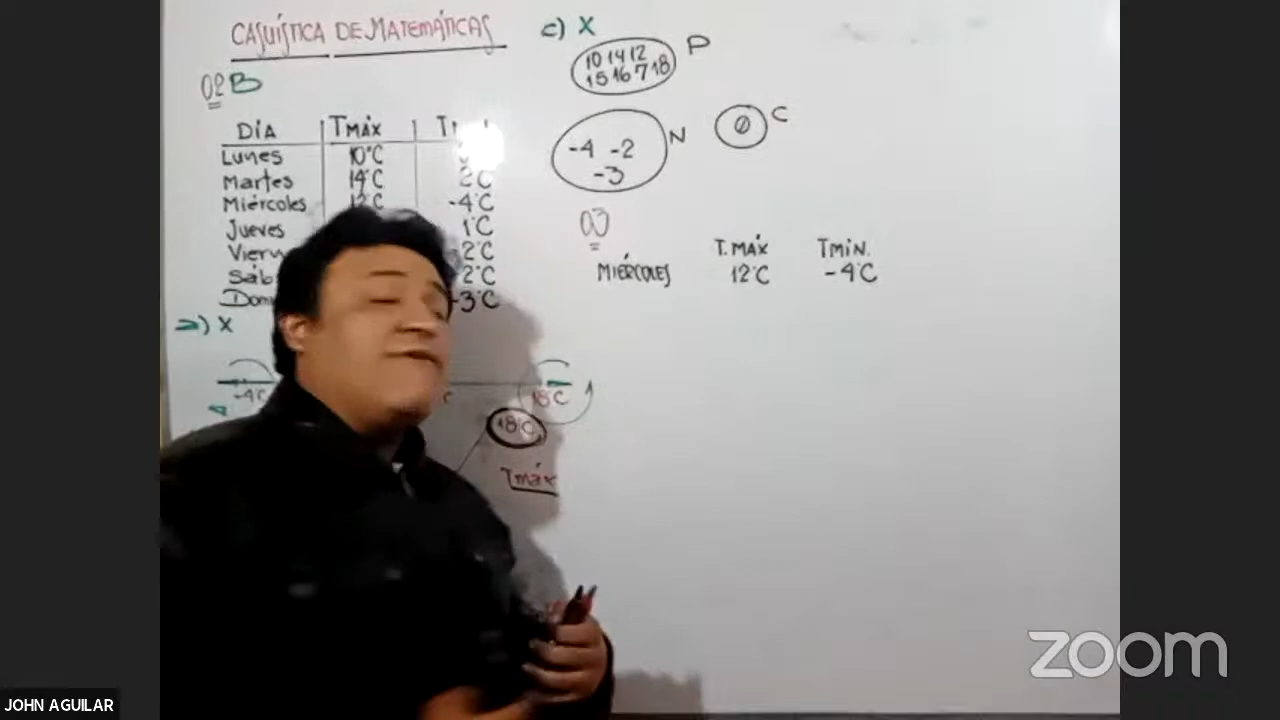 CASUÍSTICA DE MATEMÁTICAS
02 B
DÍA TMÁX
Lunes 10°C
Martes 14°C 2°C
Miércoles 12°C -4°C
Jueves 1°C
-2°C
2°C
-3°C
a) X
-4°C 18°C
18°C
Tmáx
c) X
10 14 12 P
15 16 7 18
-4 -2 N
-3
Ø C
03
T.MÁX TMÍN.
MIÉRCOLES 12°C -4°C
zoom
JOHN AGUILAR